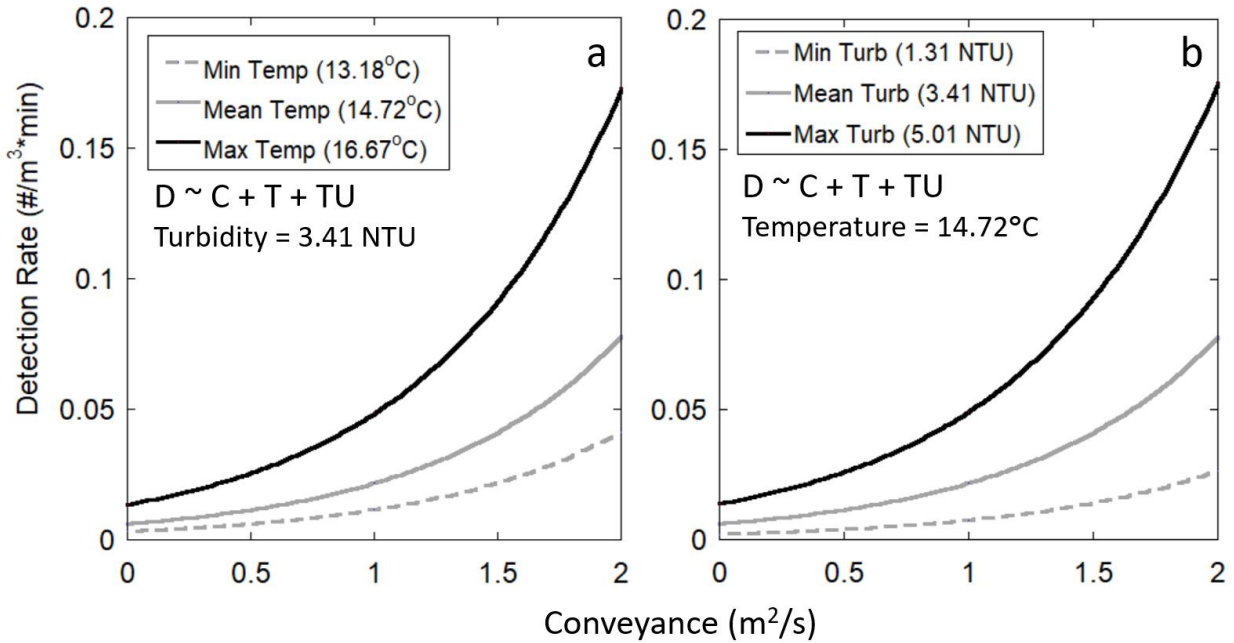 Detection Rate (#/m³*min)
0.2
0.15
0.1
0.05
0
a
Min Temp (13.18°C)
Mean Temp (14.72°C)
Max Temp (16.67°C)
D ~ C + T + TU
Turbidity = 3.41 NTU
0 0.5 1 1.5 2
0.2
0.15
0.1
0.05
0
b
Min Turb (1.31 NTU)
Mean Turb (3.41 NTU)
Max Turb (5.01 NTU)
D ~ C + T + TU
Temperature = 14.72°C
0 0.5 1 1.5 2
Conveyance (m²/s)